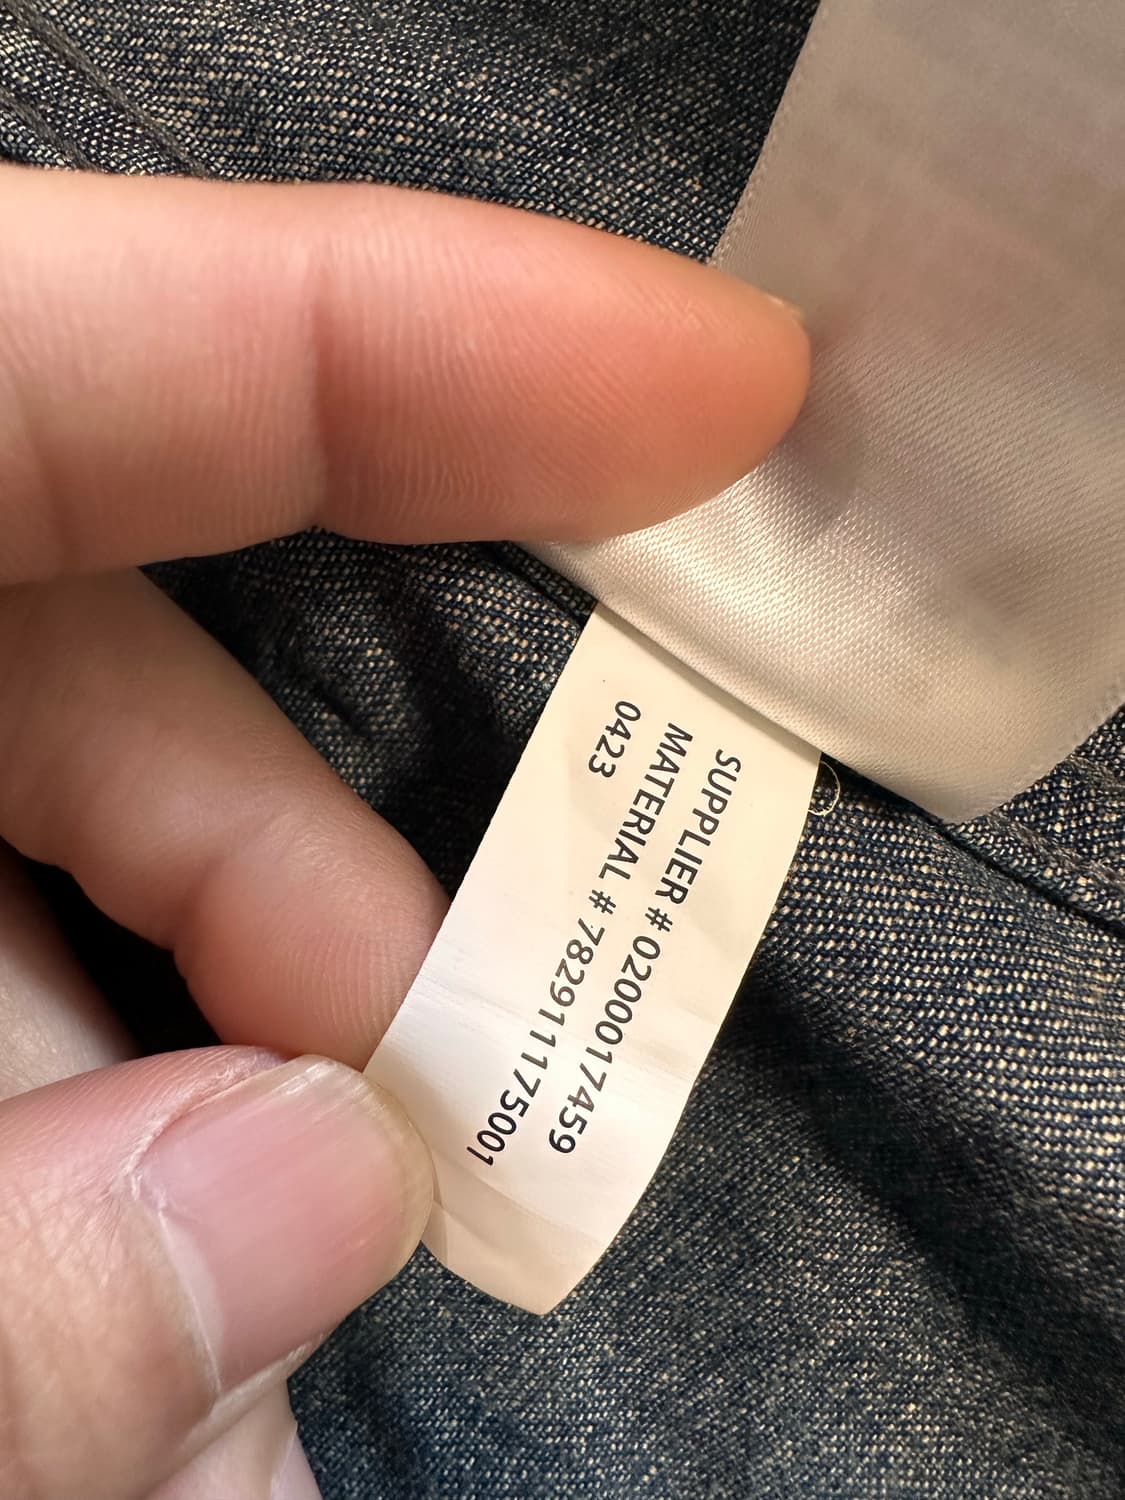 SUPPLIER # 0200017459
MATERIAL # 782911175001
0423